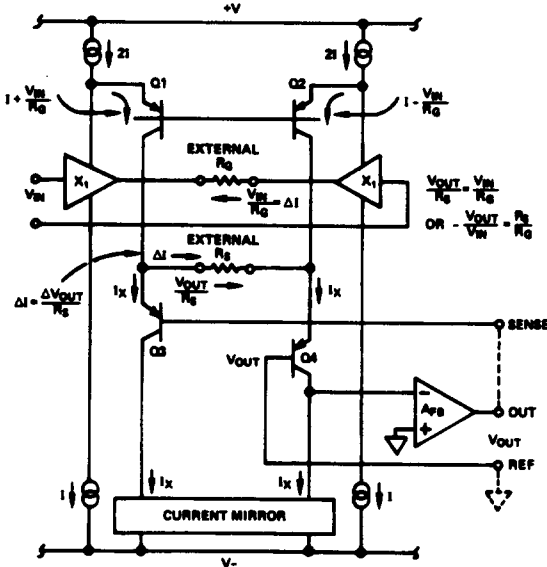 +V
2I
2I
Q1
Q2
I + VIN/RG
I - VIN/RG
EXTERNAL
RG
X1
X1
VIN
VIN/RG = ΔI
VOUT/RS = VIN/RG
OR - VOUT/VIN = RS/RG
EXTERNAL
RS
ΔI
VOUT/RS
IX
IX
ΔI = ΔVOUT/RS
Q3
SENSE
VOUT
Q4
-
AFB
+
OUT
VOUT
REF
I
IX
IX
I
CURRENT MIRROR
V-